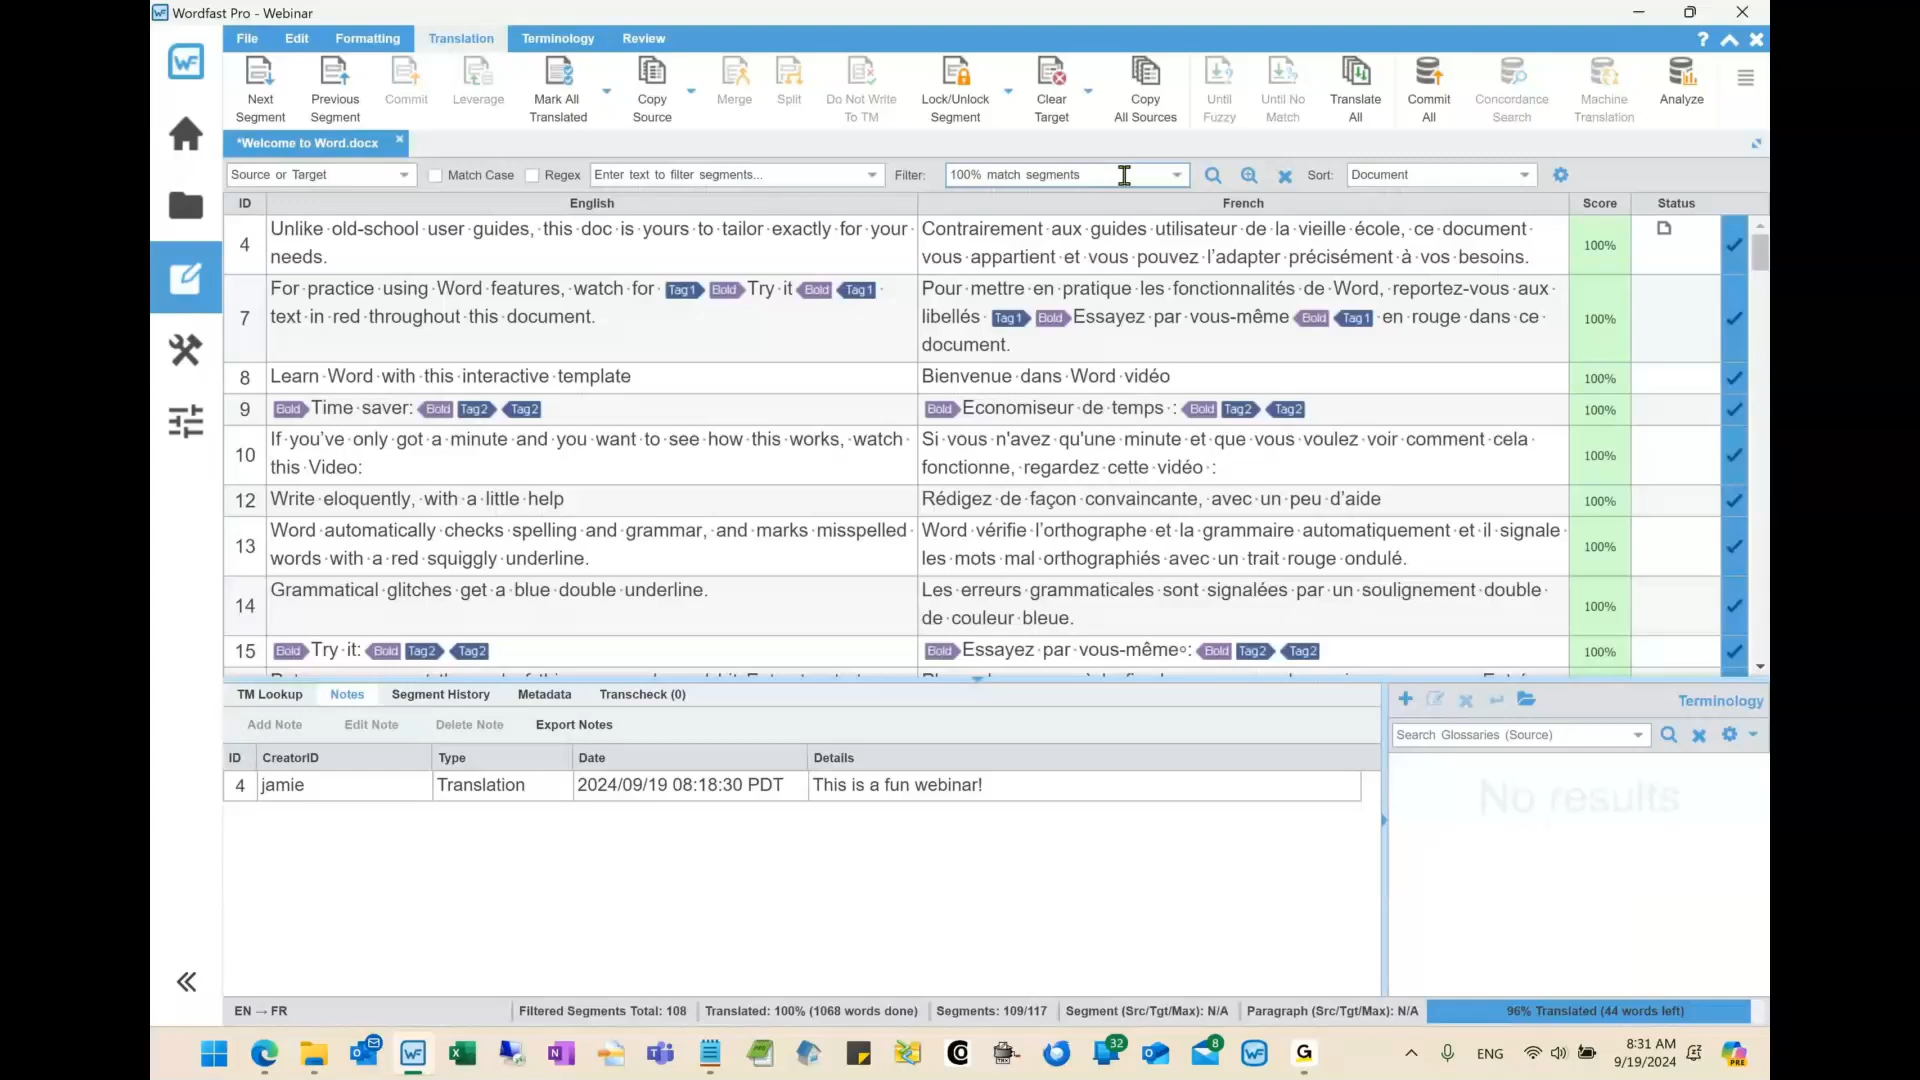 Wordfast Pro - Webinar
File Edit Formatting Translation Terminology Review
Next Segment
Previous Segment
Commit
Leverage
Mark All Translated
Copy Source
Merge
Split
Do Not Write To TM
Lock/Unlock Segment
Clear Target
Copy All Sources
Until Fuzzy
Until No Match
Translate All
Commit All
Concordance Search
Machine Translation
Analyze
*Welcome to Word.docx
Source or Target Match Case Regex Enter text to filter segments... Filter: 100% match segments Sort: Document
ID English French Score Status
4 Unlike old-school user guides, this doc is yours to tailor exactly for your
needs.
Contrairement aux guides utilisateur de la vieille école, ce document
vous appartient et vous pouvez l’adapter précisément à vos besoins.
100%
7 For practice using Word features, watch for Tag1 Bold Try it Bold Tag1
text in red throughout this document.
Pour mettre en pratique les fonctionnalités de Word, reportez-vous aux
libellés Tag1 Bold Essayez par vous-même Bold Tag1 en rouge dans ce
document.
100%
8 Learn Word with this interactive template
Bienvenue dans Word vidéo
100%
9 Bold Time saver: Bold Tag2 Tag2
Bold Economiseur de temps : Bold Tag2 Tag2
100%
10 If you’ve only got a minute and you want to see how this works, watch
this Video:
Si vous n'avez qu'une minute et que vous voulez voir comment cela
fonctionne, regardez cette vidéo :
100%
12 Write eloquently, with a little help
Rédigez de façon convaincante, avec un peu d’aide
100%
13 Word automatically checks spelling and grammar, and marks misspelled
words with a red squiggly underline.
Word vérifie l’orthographe et la grammaire automatiquement et il signale
les mots mal orthographiés avec un trait rouge ondulé.
100%
14 Grammatical glitches get a blue double underline.
Les erreurs grammaticales sont signalées par un soulignement double
de couleur bleue.
100%
15 Bold Try it: Bold Tag2 Tag2
Bold Essayez par vous-même : Bold Tag2 Tag2
100%
TM Lookup Notes Segment History Metadata Transcheck (0)
Add Note Edit Note Delete Note Export Notes
ID CreatorID Type Date Details
4 jamie Translation 2024/09/19 08:18:30 PDT This is a fun webinar!
Terminology
Search Glossaries (Source)
No results
EN → FR Filtered Segments Total: 108 Translated: 100% (1068 words done) Segments: 109/117 Segment (Src/Tgt/Max): N/A Paragraph (Src/Tgt/Max): N/A 96% Translated (44 words left)
32
8
ENG
8:31 AM
9/19/2024
PRE